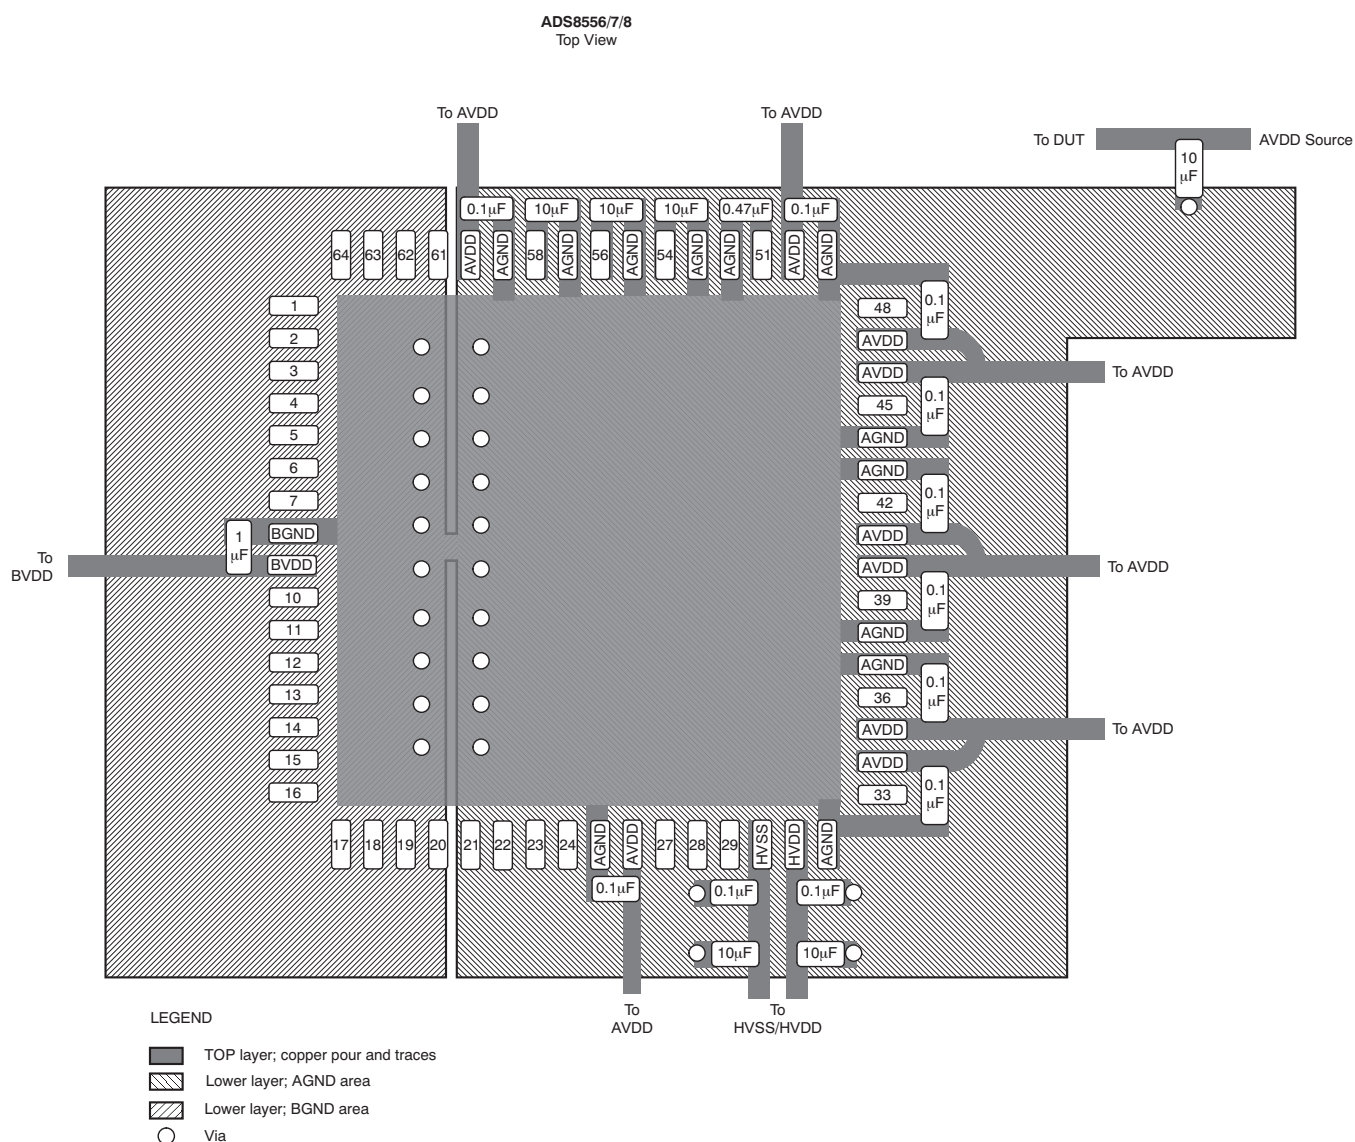 ADS8556/7/8
Top View
To AVDD
To AVDD
To DUT
AVDD Source
10
µF
0.1µF
10µF
10µF
10µF
0.47µF
0.1µF
64
63
62
61
AVDD
AGND
58
AGND
56
AGND
54
AGND
AGND
51
AVDD
AGND
1
2
3
4
5
6
7
BGND
BVDD
10
11
12
13
14
15
16
1
µF
To
BVDD
48
AVDD
AVDD
45
AGND
AGND
42
AVDD
AVDD
39
AGND
AGND
36
AVDD
AVDD
33
0.1
µF
0.1
µF
0.1
µF
0.1
µF
0.1
µF
0.1
µF
To AVDD
To AVDD
To AVDD
17
18
19
20
21
22
23
24
AGND
AVDD
27
28
29
HVSS
HVDD
AGND
0.1µF
0.1µF
0.1µF
10µF
10µF
To
AVDD
To
HVSS/HVDD
LEGEND
TOP layer; copper pour and traces
Lower layer; AGND area
Lower layer; BGND area
Via